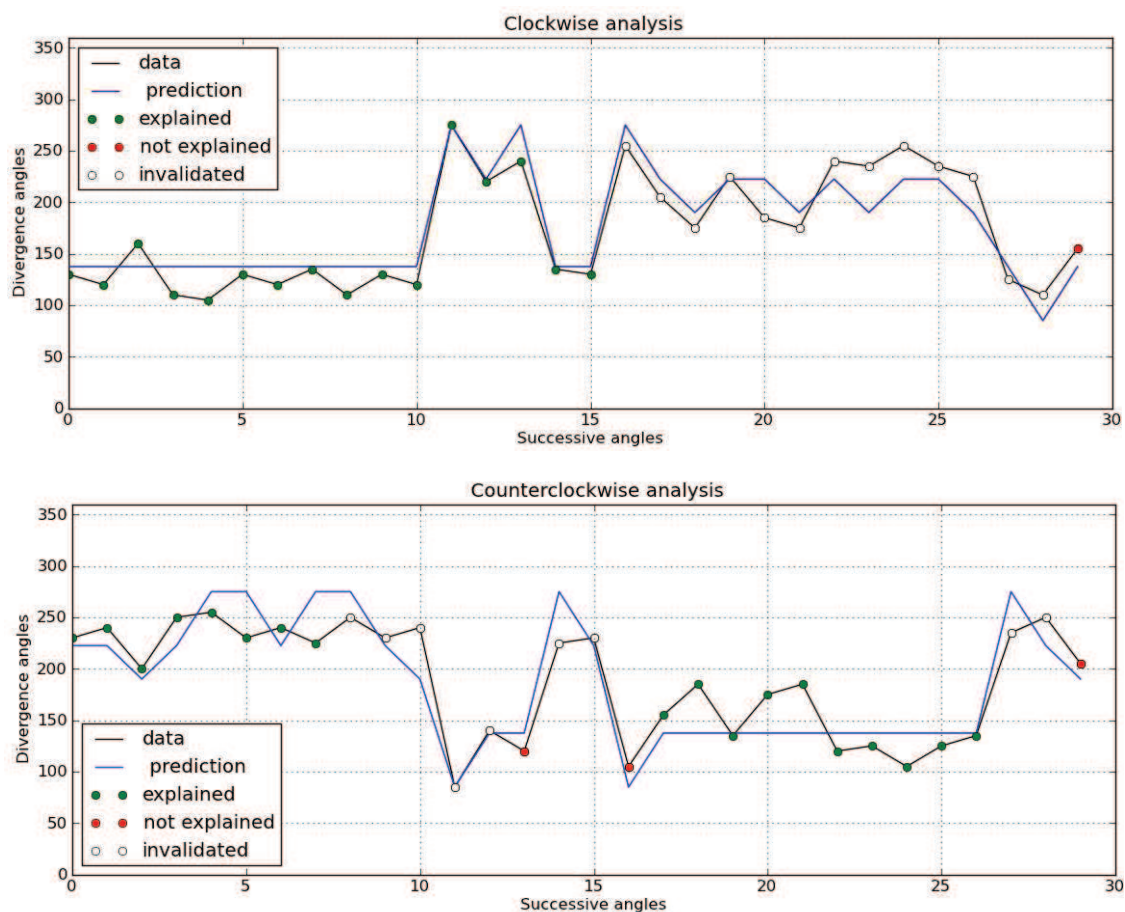 Clockwise analysis
350
300
250
200
150
100
50
0
Divergence angles
data
prediction
explained
not explained
invalidated
0 5 10 15 20 25 30
Successive angles
Counterclockwise analysis
350
300
250
200
150
100
50
0
Divergence angles
data
prediction
explained
not explained
invalidated
0 5 10 15 20 25 30
Successive angles